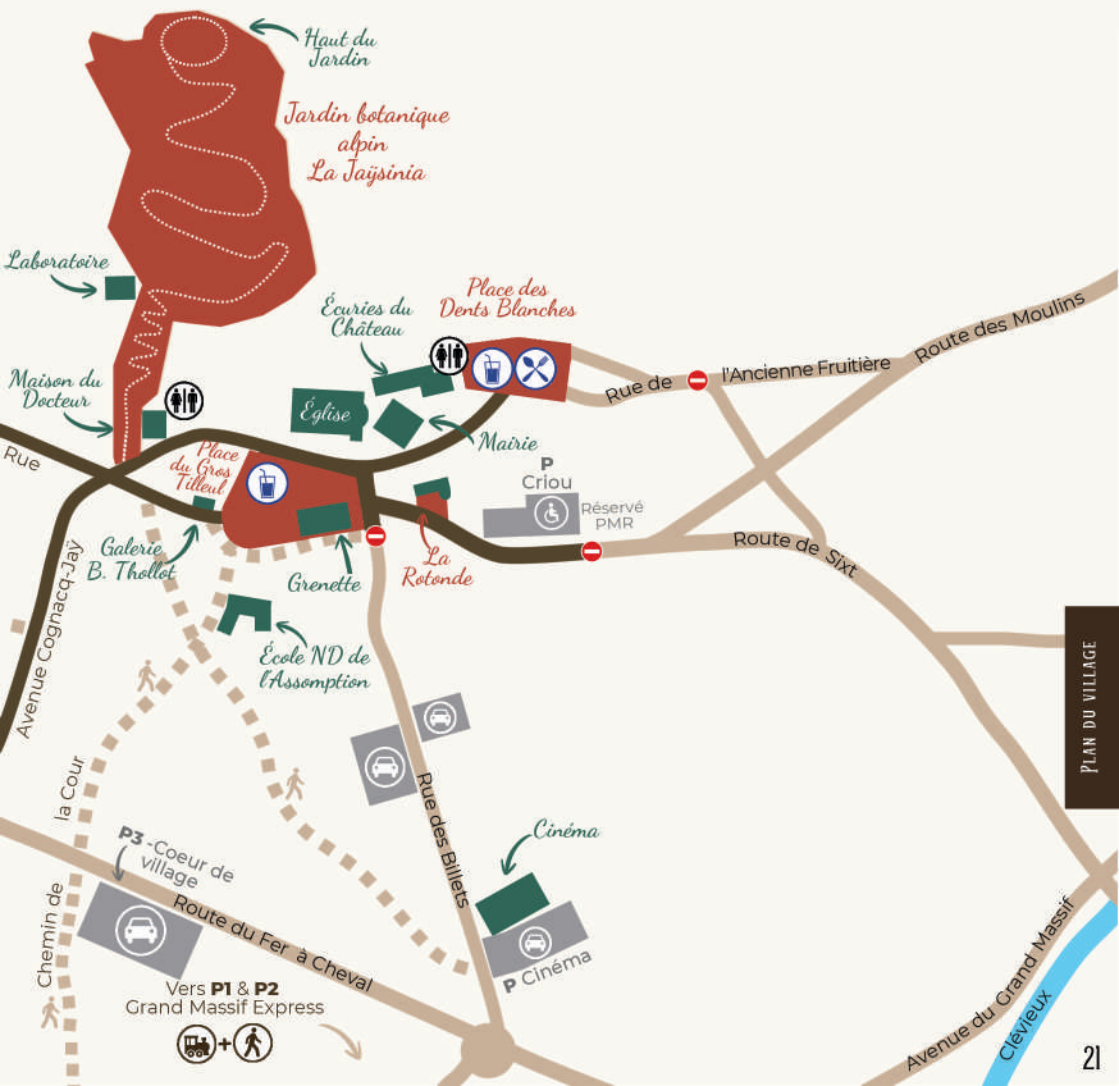 Haut du
Jardin
Jardin botanique
alpin
La Jaÿsinia
Laboratoire
Place des
Dents Blanches
Écuries du
Château
Route des Moulins
Rue de
l'Ancienne Fruitière
Maison du
Docteur
Église
Mairie
Rue
Place
du Gros
Tilleul
P
Criou
Réservé
PMR
Galerie
B. Thollot
Grenette
La
Rotonde
Route de Sixt
Avenue Cognacq-Jaÿ
École ND de
l'Assomption
PLAN DU VILLAGE
Rue des Billets
Chemin de
la Cour
P3 -Coeur de
village
Cinéma
Route du Fer à Cheval
P Cinéma
Vers P1 & P2
Grand Massif Express
+
Avenue du Grand Massif
Clévieux
21